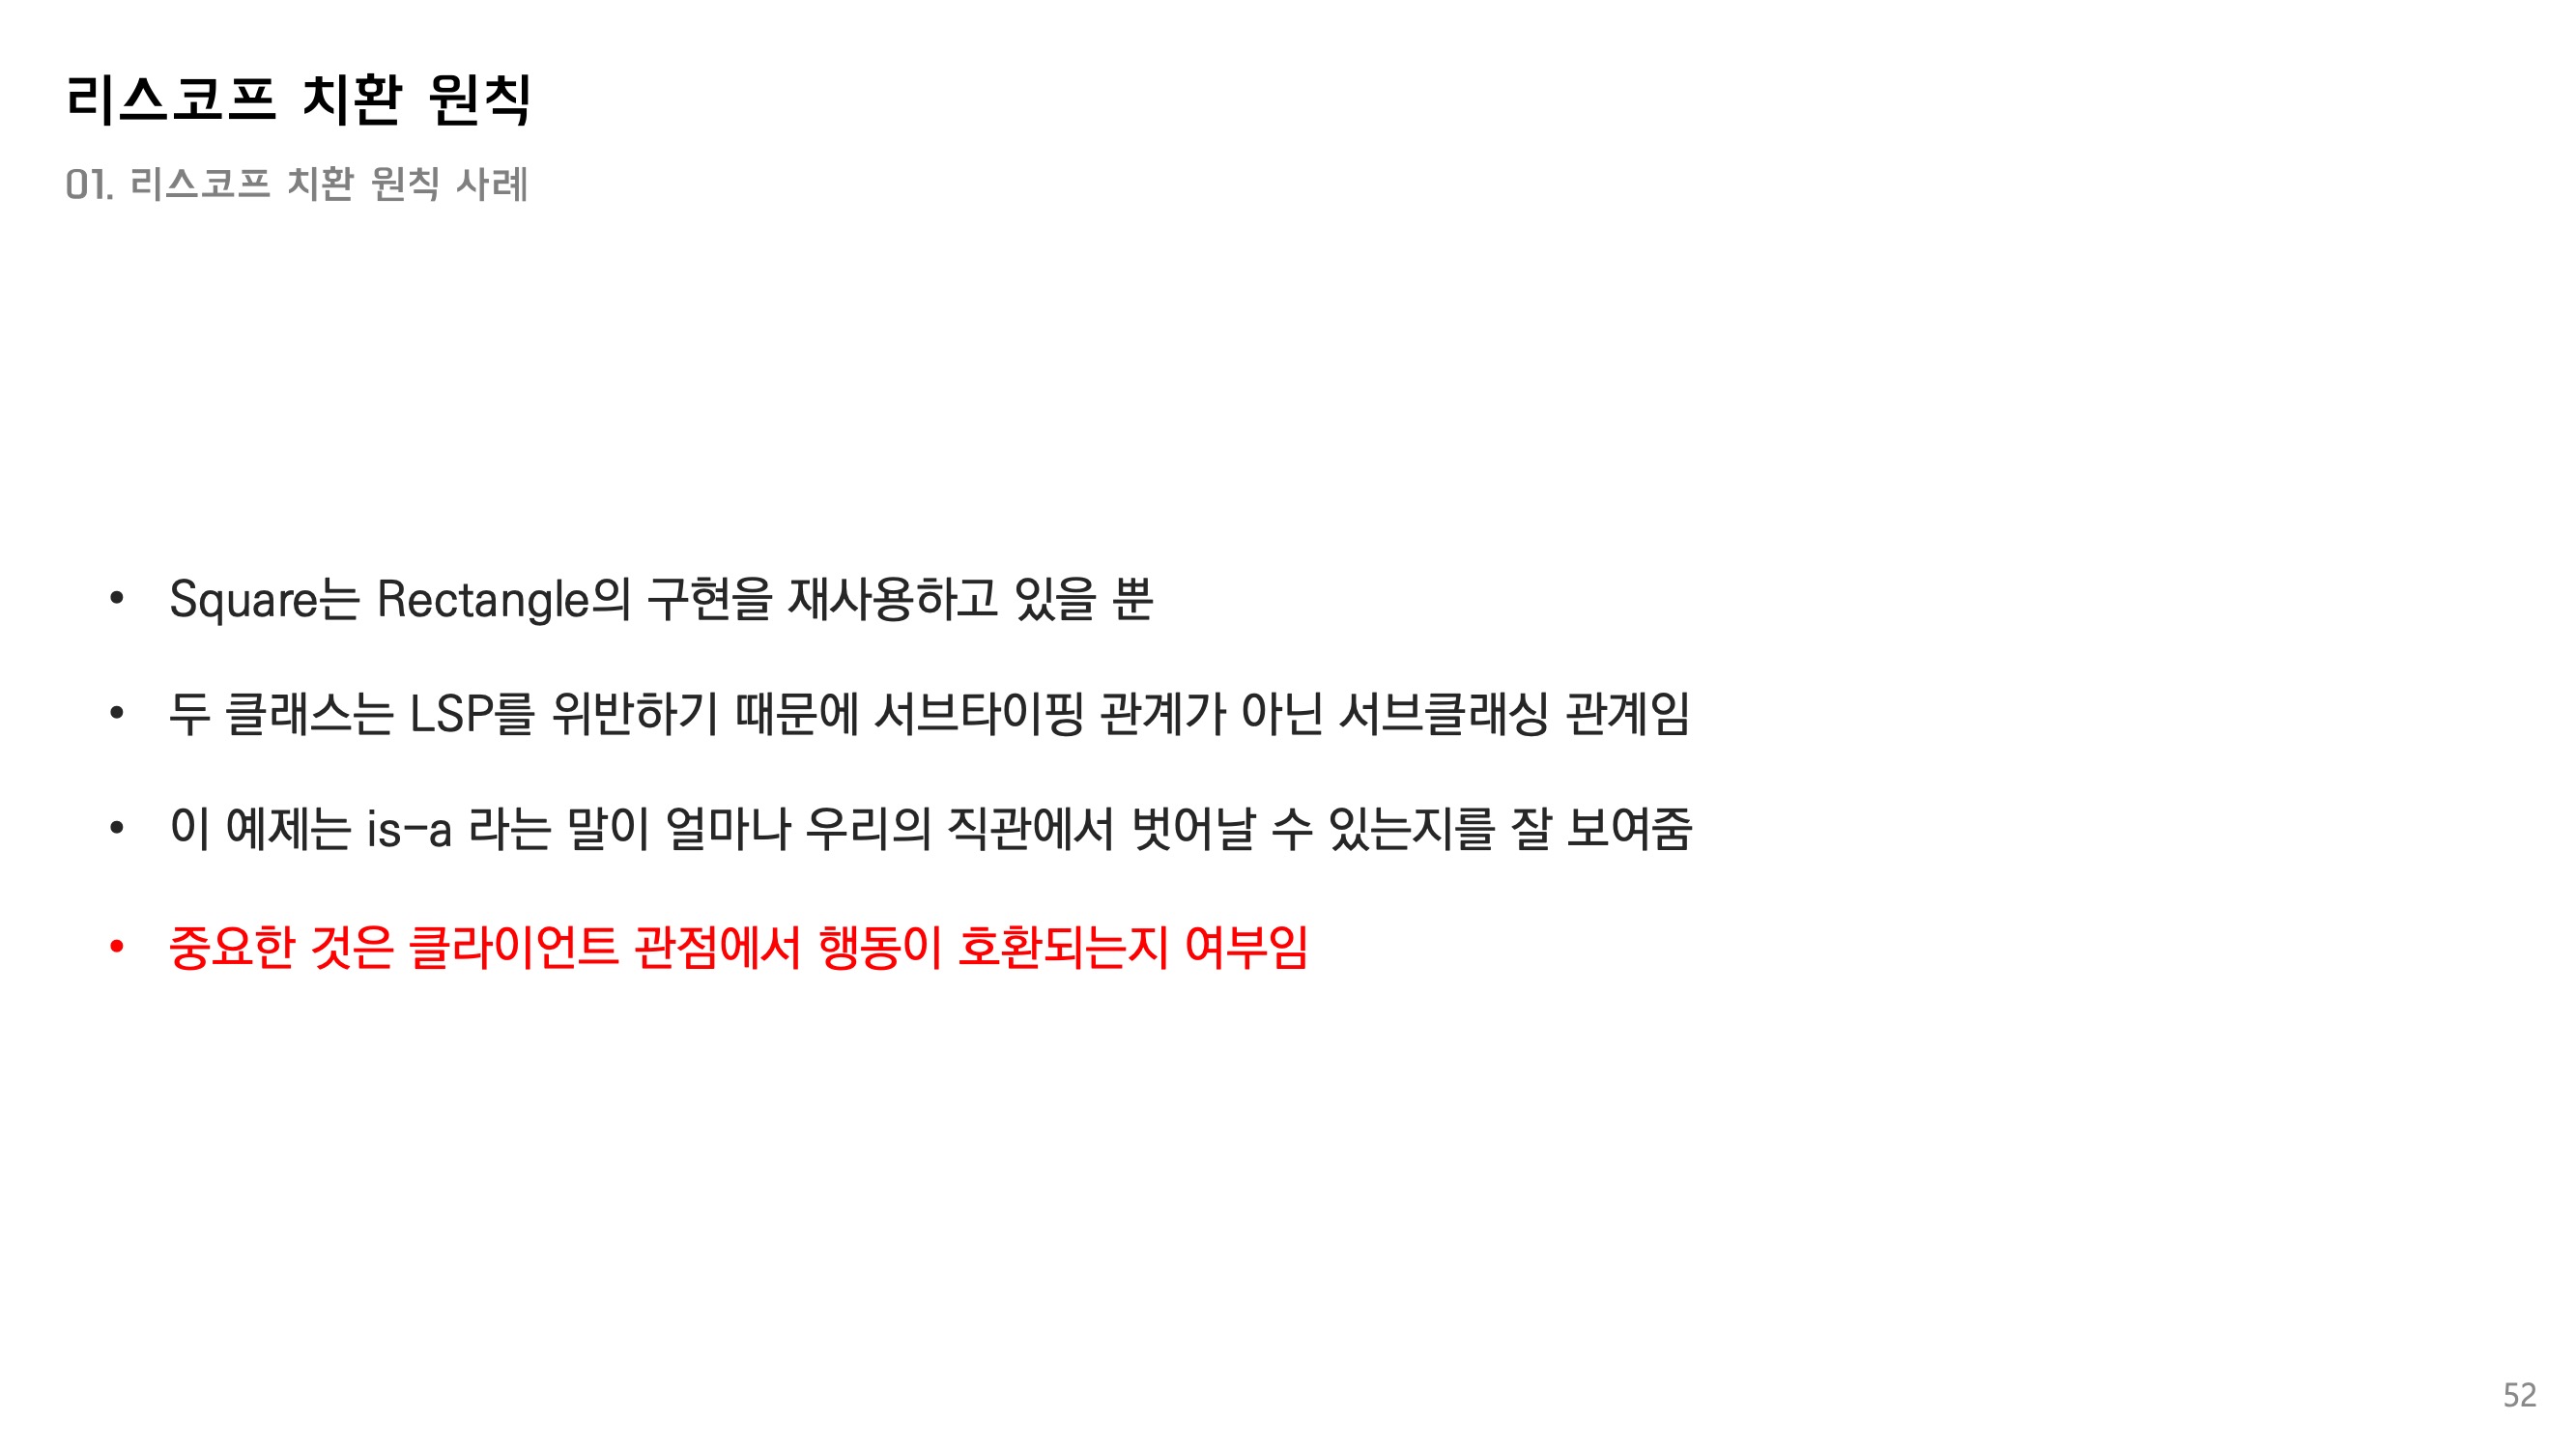 리스코프 치환 원칙
01. 리스코프 치환 원칙 사례
• Square는 Rectangle의 구현을 재사용하고 있을 뿐
• 두 클래스는 LSP를 위반하기 때문에 서브타이핑 관계가 아닌 서브클래싱 관계임
• 이 예제는 is-a 라는 말이 얼마나 우리의 직관에서 벗어날 수 있는지를 잘 보여줌
• 중요한 것은 클라이언트 관점에서 행동이 호환되는지 여부임
52